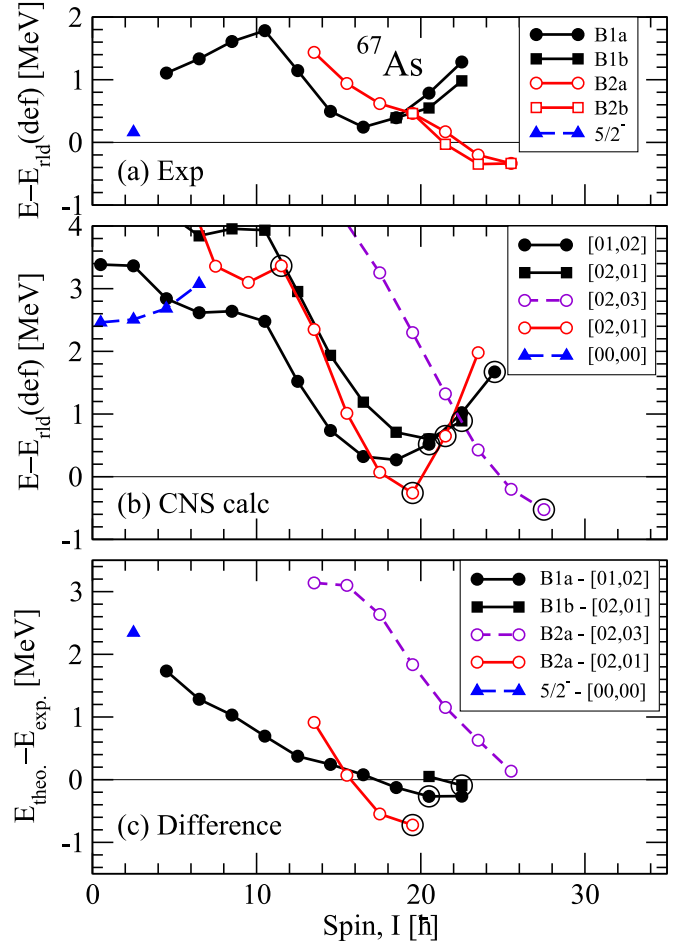 2
1
0
-1
E−E_rld(def) [MeV]
⁶⁷As
B1a
B1b
B2a
B2b
5/2⁻
(a) Exp
4
3
2
1
0
-1
E−E_rld(def) [MeV]
[01,02]
[02,01]
[02,03]
[02,01]
[00,00]
(b) CNS calc
3
2
1
0
-1
E_theo.−E_exp. [MeV]
B1a - [01,02]
B1b - [02,01]
B2a - [02,03]
B2a - [02,01]
5/2⁻ - [00,00]
(c) Difference
0 10 20 30
Spin, I [ħ]